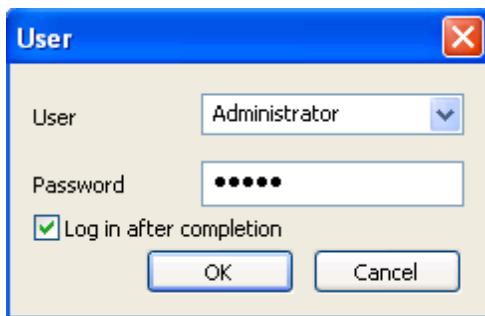 User
User
Administrator
Password
●●●●●
Log in after completion
OK
Cancel